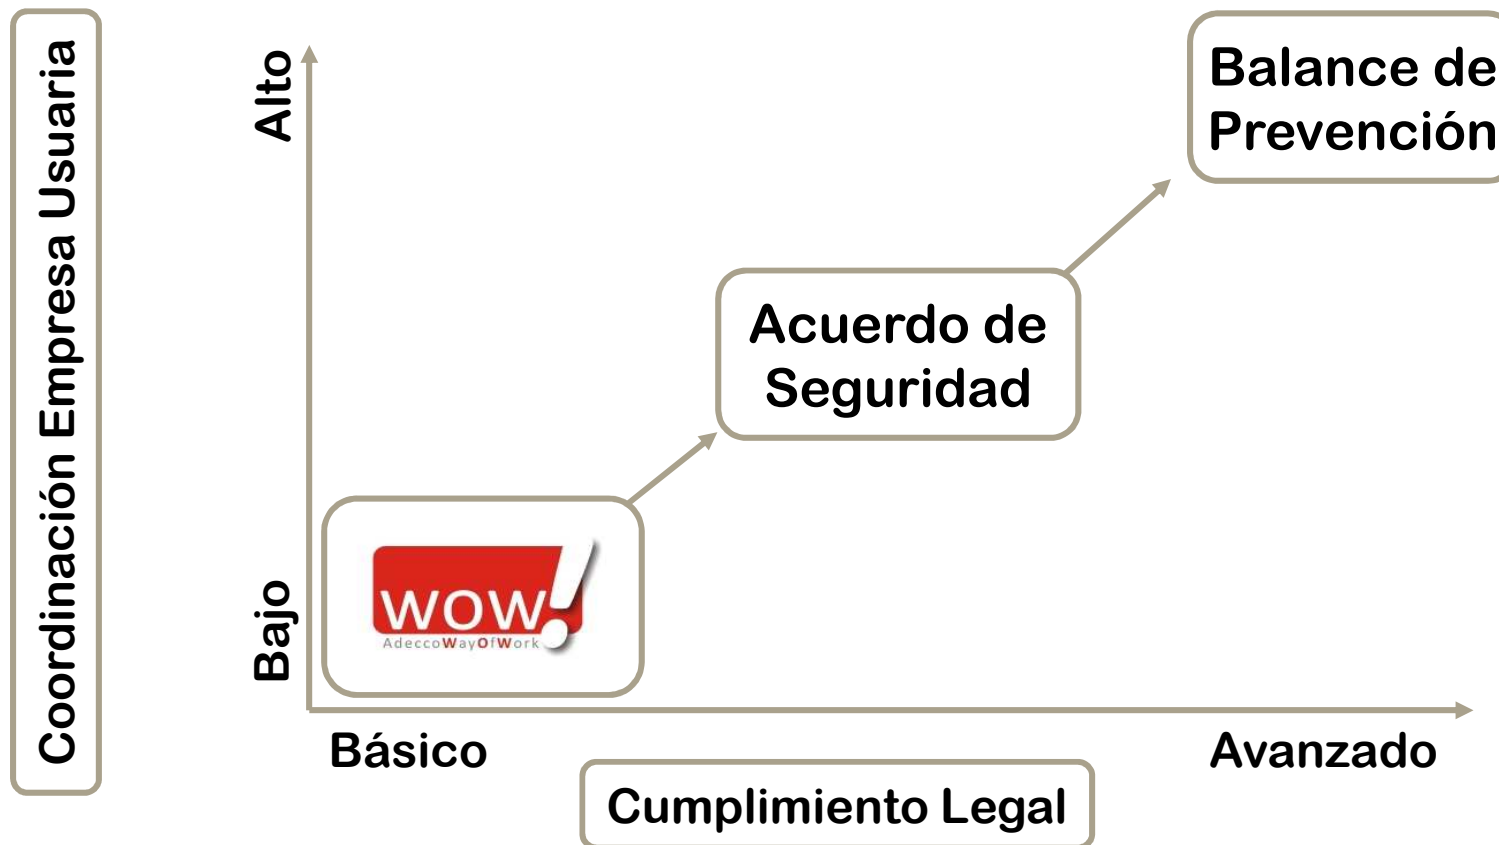 Coordinación Empresa Usuaria
Alto
Bajo
Balance de
Prevención
Acuerdo de
Seguridad
WOW!
AdeccoWayOfWork
Básico
Avanzado
Cumplimiento Legal